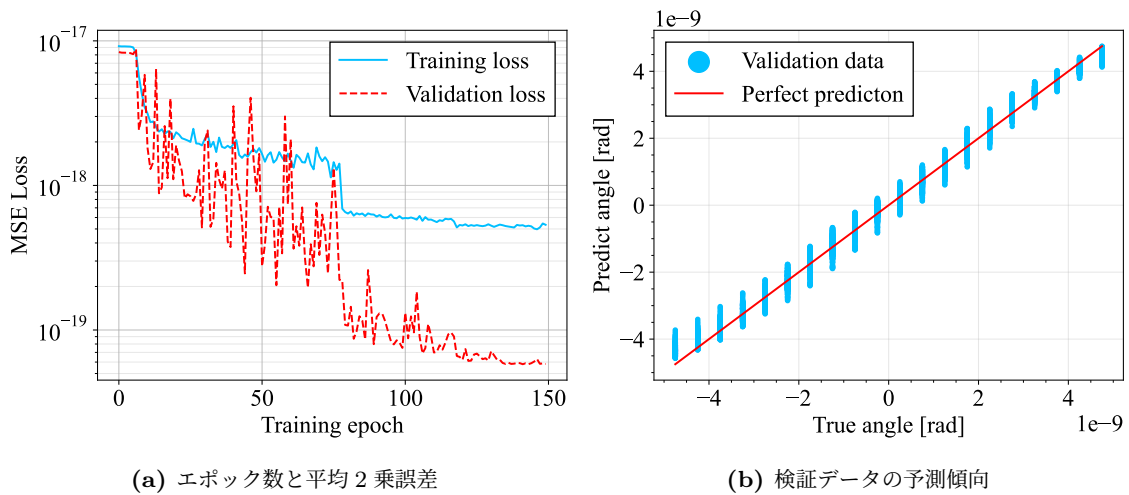 10⁻¹⁷
10⁻¹⁸
10⁻¹⁹
MSE Loss
Training loss
Validation loss
0
50
100
150
Training epoch
(a) エポック数と平均 2 乗誤差
1e−9
4
2
0
−2
−4
Predict angle [rad]
Validation data
Perfect predicton
−4
−2
0
2
4
1e−9
True angle [rad]
(b) 検証データの予測傾向